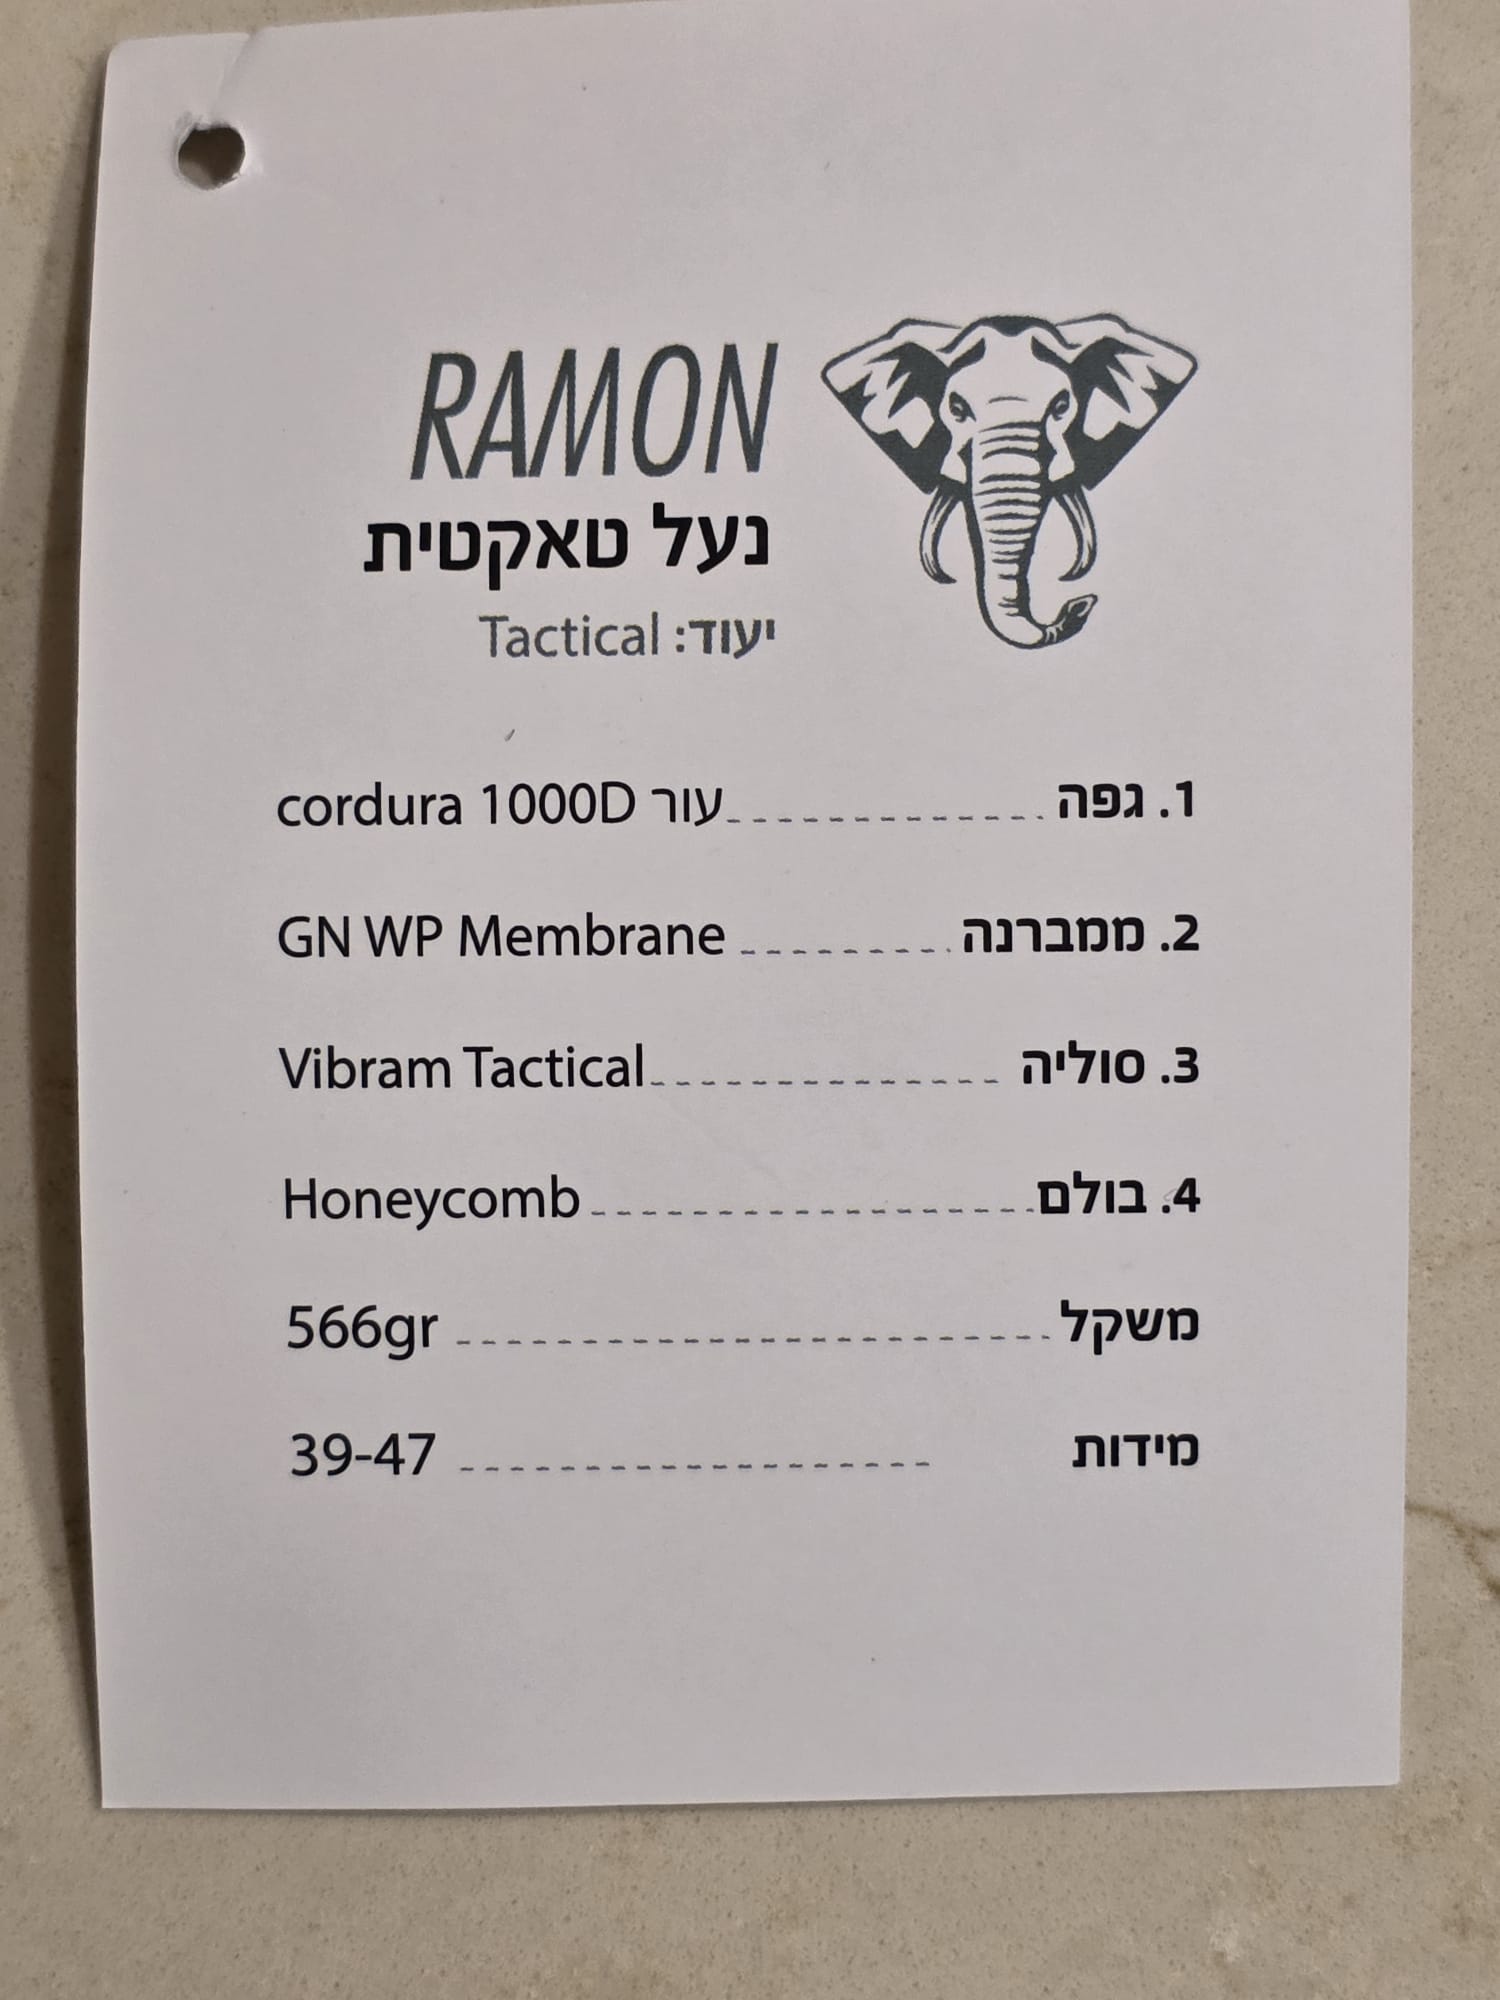 RAMON
נעל טאקטית
יעוד: Tactical
1. גפה עור cordura 1000D
2. ממברנה GN WP Membrane
3. סוליה Vibram Tactical
4. בולם Honeycomb
משקל 566gr
מידות 39-47